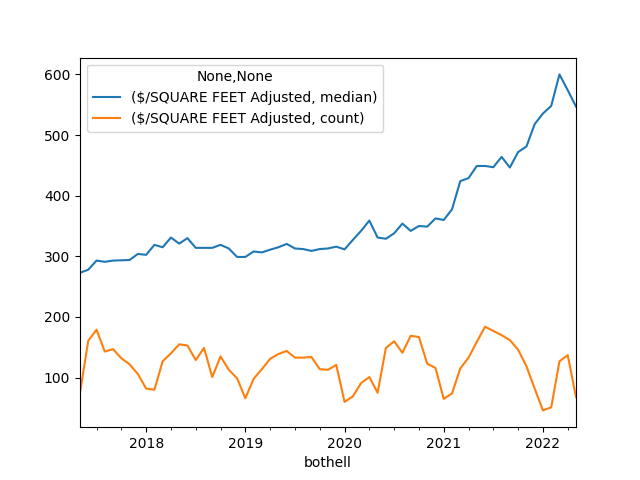 None,None
($/SQUARE FEET Adjusted, median)
($/SQUARE FEET Adjusted, count)
600
500
400
300
200
100
2018 2019 2020 2021 2022
bothell